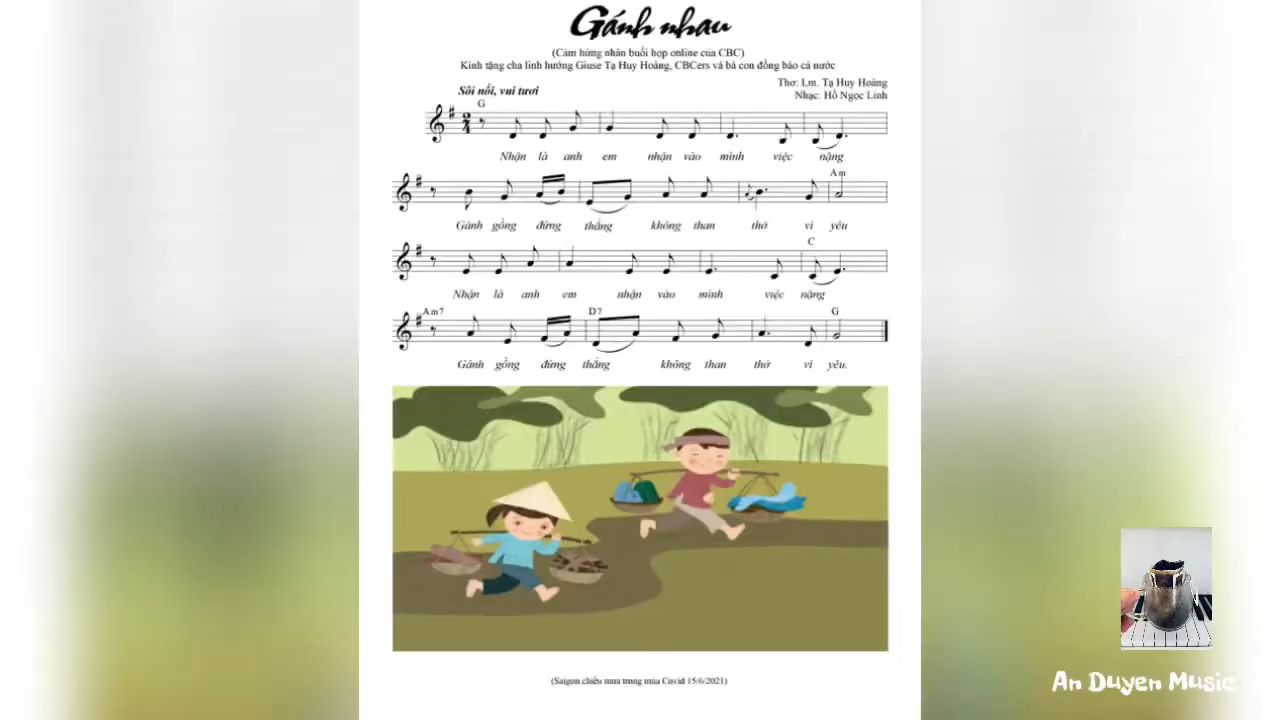 Gánh nhau
(Cảm hứng nhân buổi họp online của CBC)
Kính tặng cha linh hướng Giuse Tạ Huy Hoàng, CBCers và bà con đồng bào cả nước
Thơ: Lm. Tạ Huy Hoàng
Nhạc: Hồ Ngọc Linh
Sôi nổi, vui tươi
G
2
4
Nhận là anh em nhận vào mình việc nặng
Am
Gánh gồng đừng thắng không than thở vì yêu
C
Nhận là anh em nhận vào mình việc nặng
Am7 D7 G
Gánh gồng đừng thắng không than thở vì yêu.
(Saigon chiều mưa trong mùa Covid 15/6/2021)
An Duyen Music